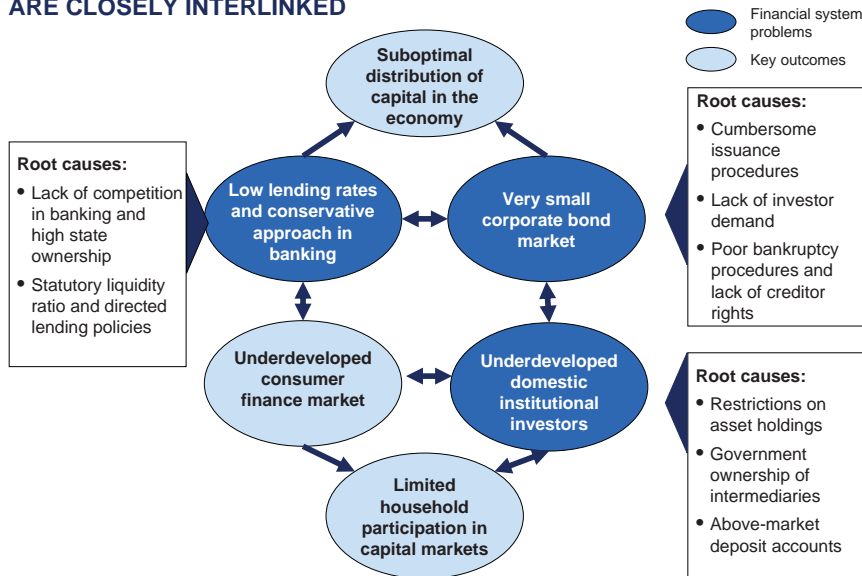 ARE CLOSELY INTERLINKED
Financial system
problems
Key outcomes
Suboptimal
distribution of
capital in the
economy
Root causes:
• Lack of competition
in banking and
high state
ownership
• Statutory liquidity
ratio and directed
lending policies
Low lending rates
and conservative
approach in
banking
Very small
corporate bond
market
Root causes:
• Cumbersome
issuance
procedures
• Lack of investor
demand
• Poor bankruptcy
procedures and
lack of creditor
rights
Underdeveloped
consumer
finance market
Underdeveloped
domestic
institutional
investors
Root causes:
• Restrictions on
asset holdings
• Government
ownership of
intermediaries
• Above-market
deposit accounts
Limited
household
participation in
capital markets